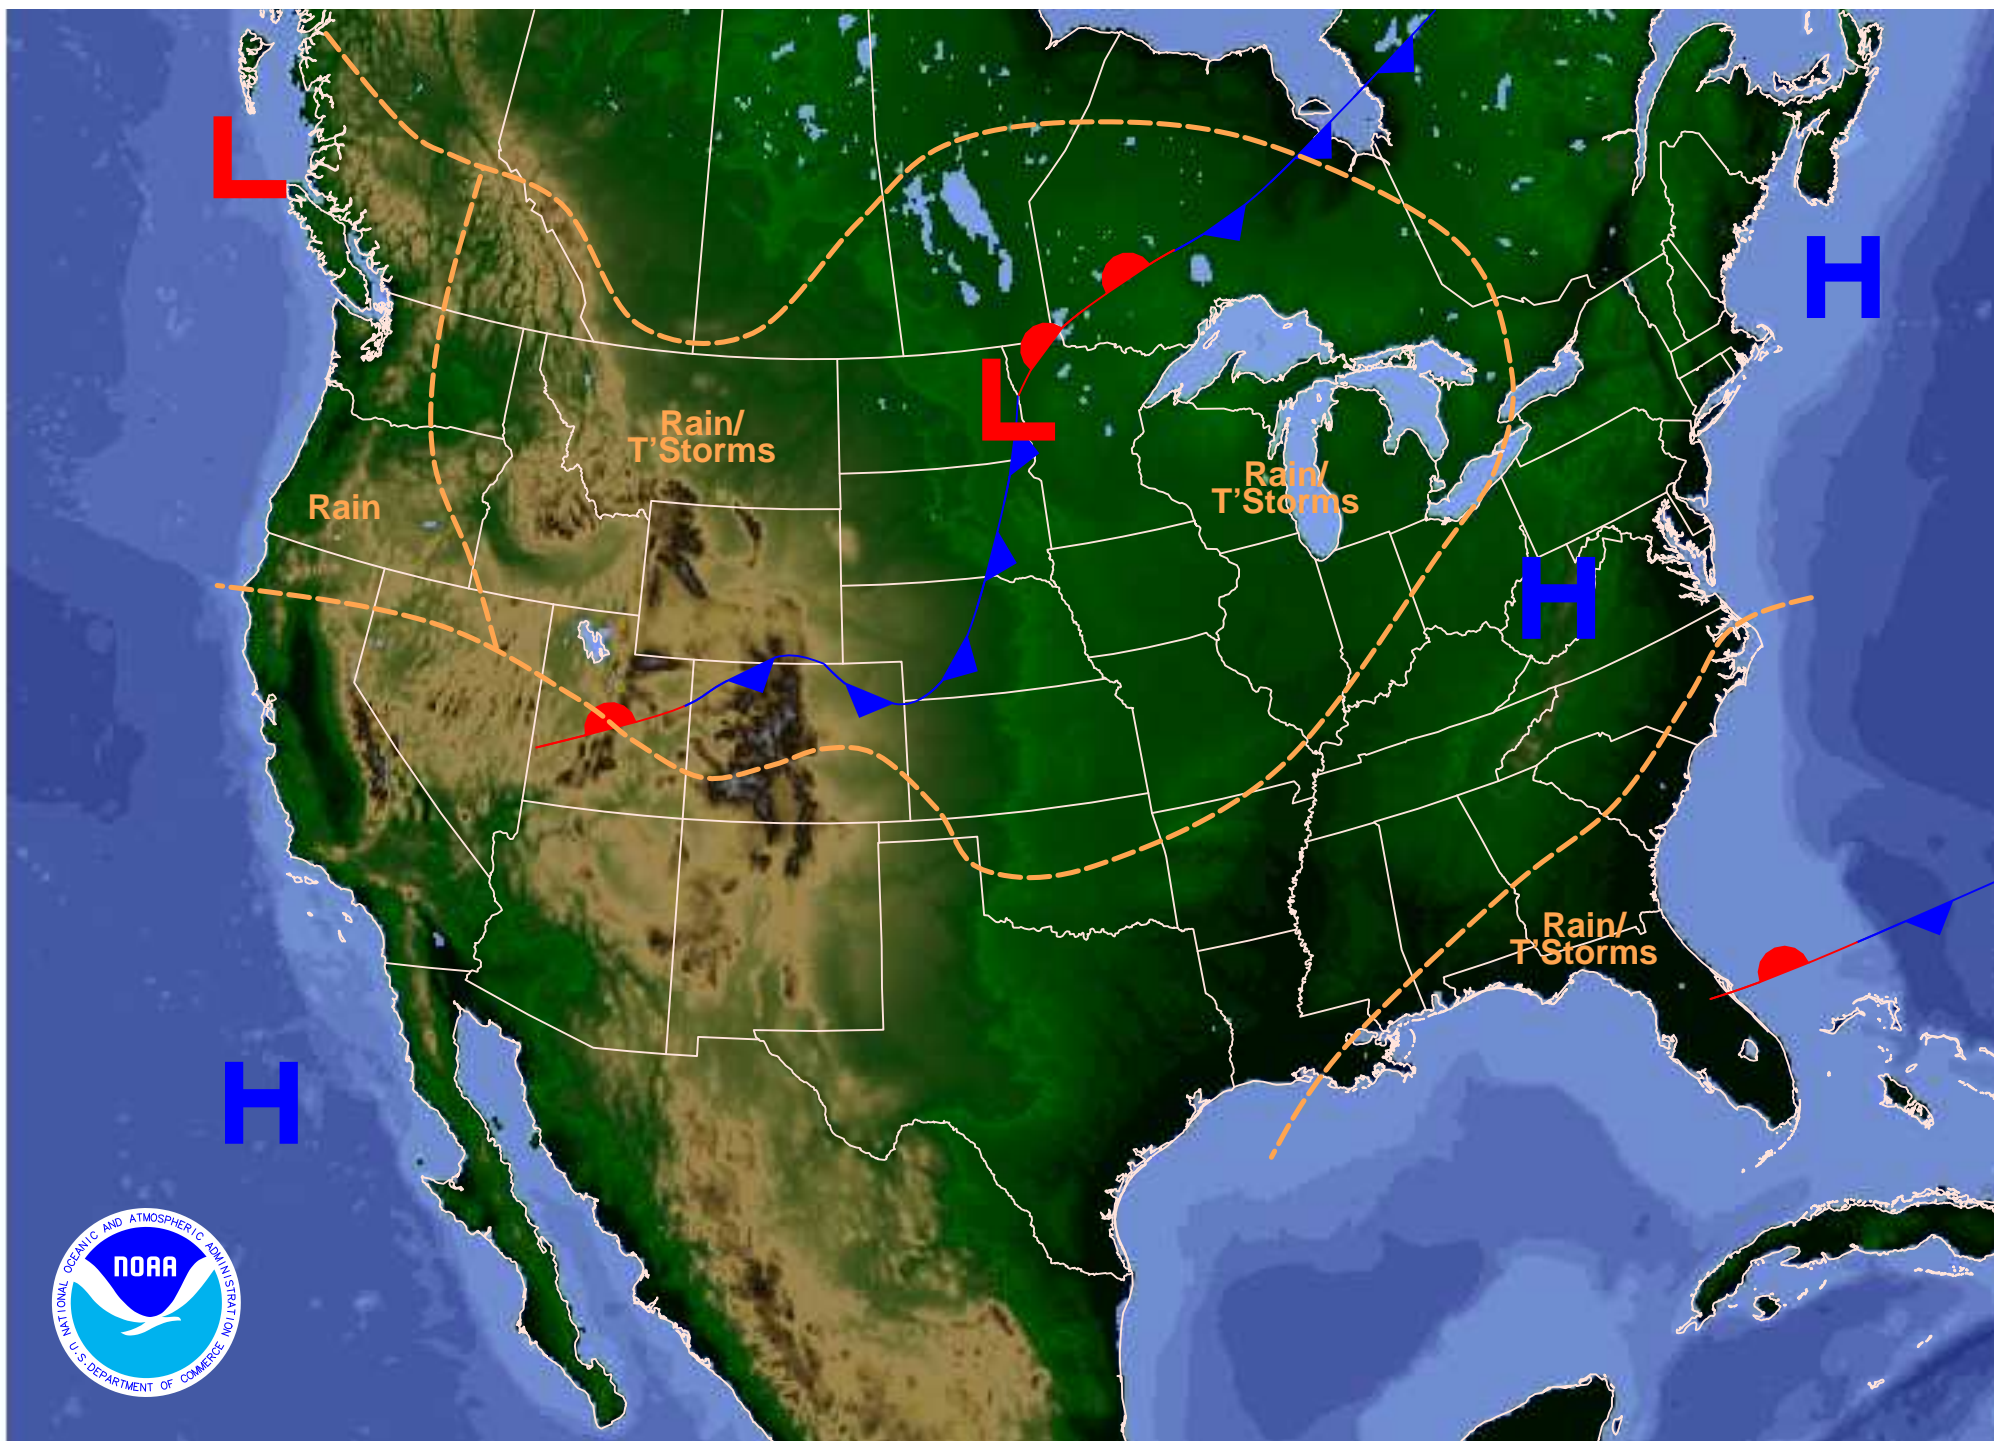 L
H
Rain/
T'Storms
L
Rain/
T'Storms
Rain
H
Rain/
T'Storms
H
NATIONAL OCEANIC AND ATMOSPHERIC ADMINISTRATION
NOAA
U.S. DEPARTMENT OF COMMERCE